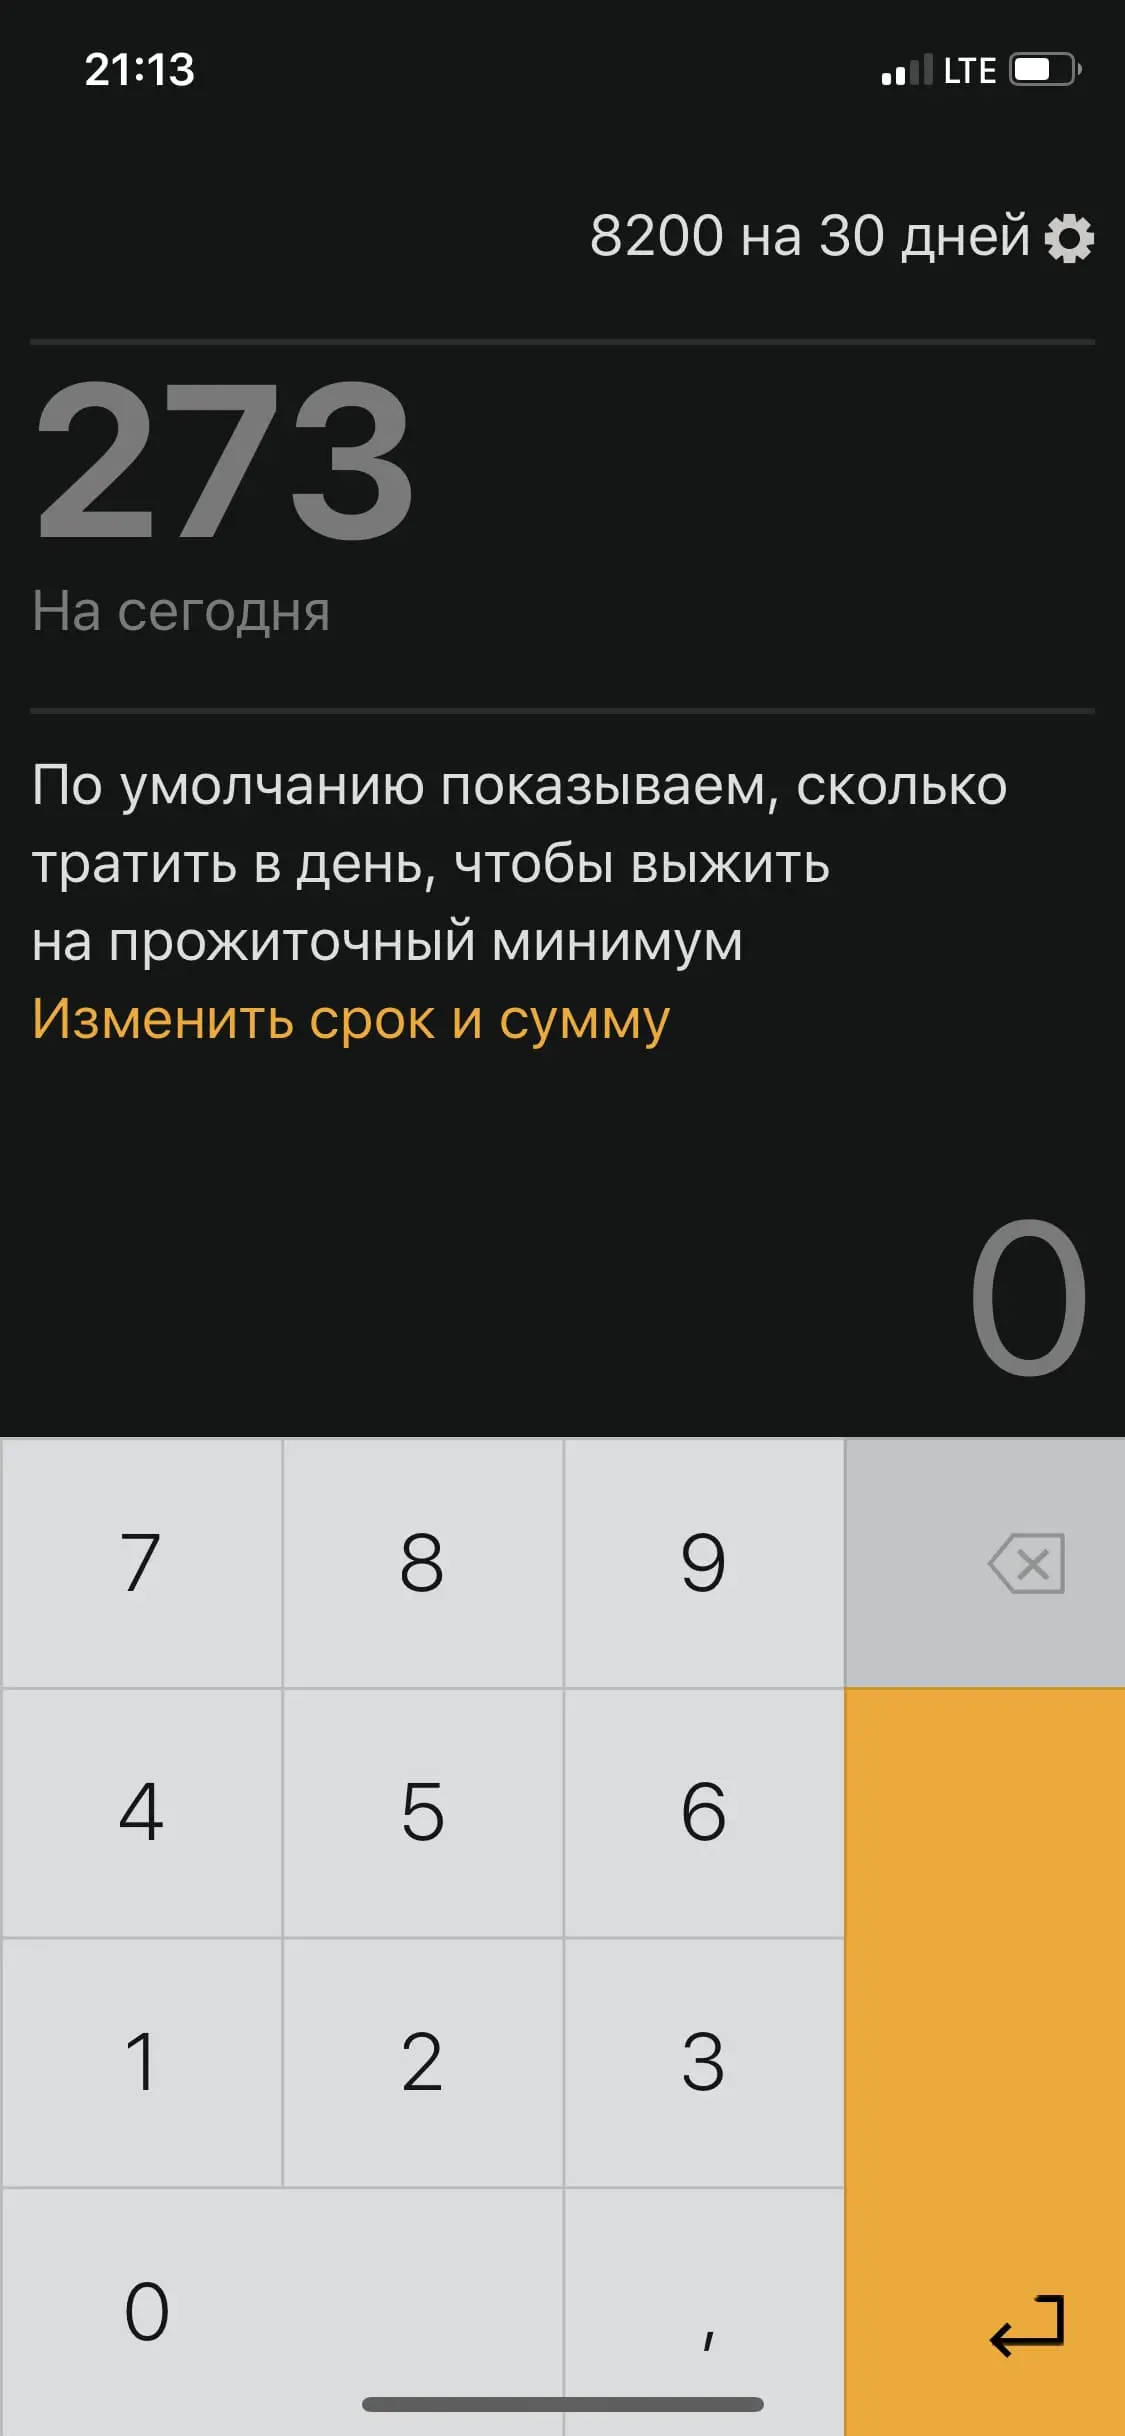 21:13 LTE
8200 на 30 дней
273
На сегодня
По умолчанию показываем, сколько
тратить в день, чтобы выжить
на прожиточный минимум
Изменить срок и сумму
0
7 8 9
4 5 6
1 2 3
0 ,